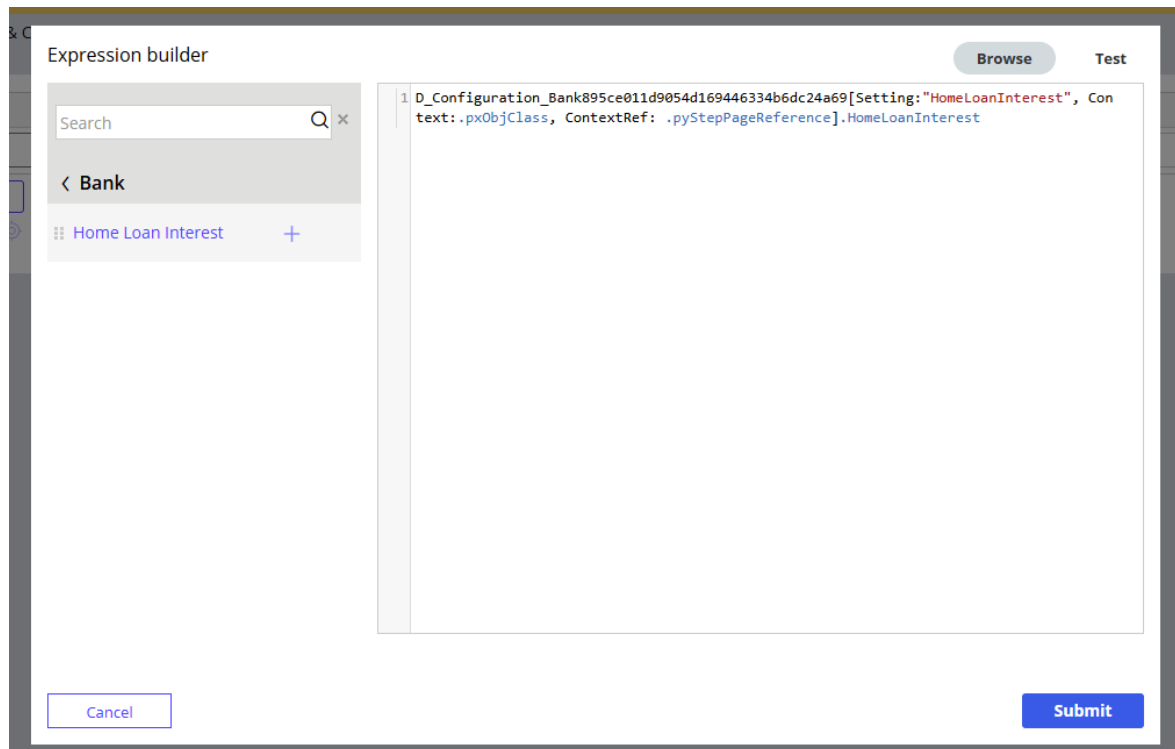 & C
Expression builder
Browse
Test
Search
Bank
Home Loan Interest
1 D_Configuration_Bank895ce011d9054d169446334b6dc24a69[Setting:"HomeLoanInterest", Con
text:.pxObjClass, ContextRef: .pyStepPageReference].HomeLoanInterest
Cancel
Submit